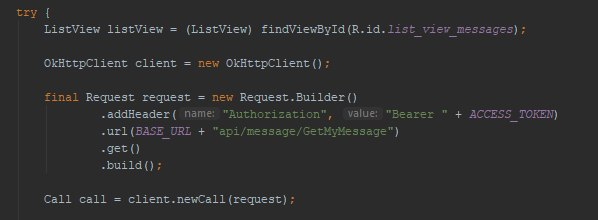 try {
ListView listView = (ListView) findViewById(R.id.list_view_messages);
OkHttpClient client = new OkHttpClient();
final Request request = new Request.Builder()
.addHeader( name: "Authorization", value: "Bearer " + ACCESS_TOKEN)
.url(BASE_URL + "api/message/GetMyMessage")
.get()
.build();
Call call = client.newCall(request);